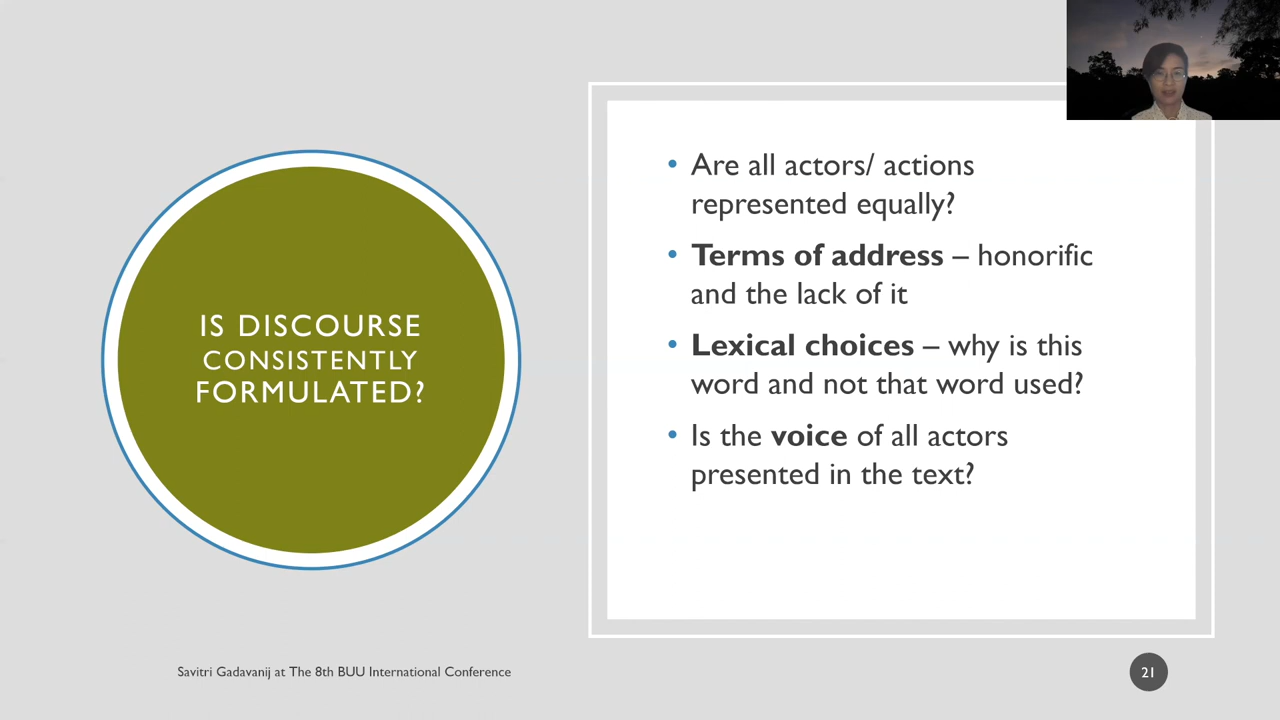 IS DISCOURSE
CONSISTENTLY
FORMULATED?
• Are all actors/ actions
represented equally?
• Terms of address – honorific
and the lack of it
• Lexical choices – why is this
word and not that word used?
• Is the voice of all actors
presented in the text?
Savitri Gadavanij at The 8th BUU International Conference
21